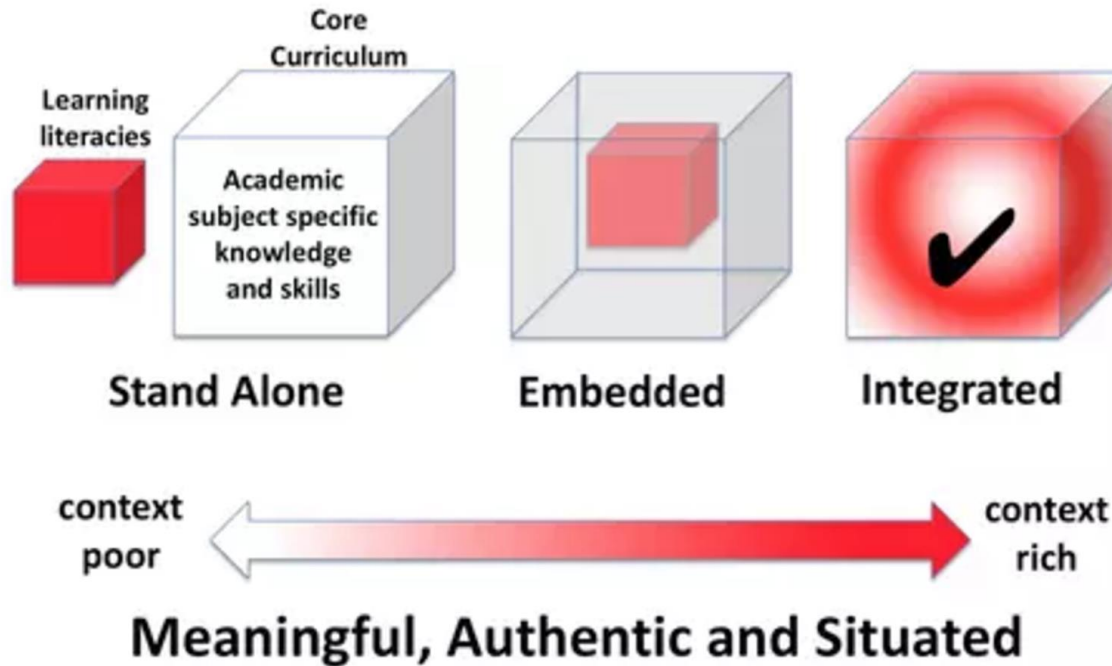 Core
Curriculum
Learning
literacies
Academic
subject specific
knowledge
and skills
Stand Alone
Embedded
Integrated
context
poor
context
rich
Meaningful, Authentic and Situated